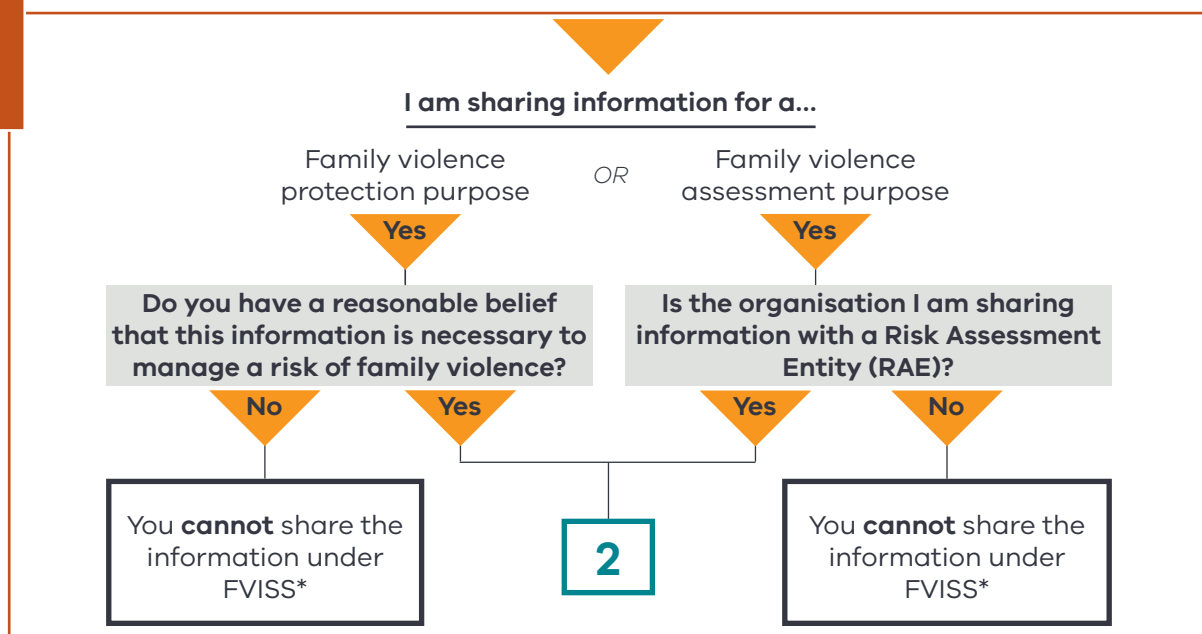 I am sharing information for a...
Family violence
protection purpose
OR
Family violence
assessment purpose
Yes
Yes
Do you have a reasonable belief
that this information is necessary to
manage a risk of family violence?
Is the organisation I am sharing
information with a Risk Assessment
Entity (RAE)?
No
Yes
Yes
No
You cannot share the
information under
FVISS*
2
You cannot share the
information under
FVISS*